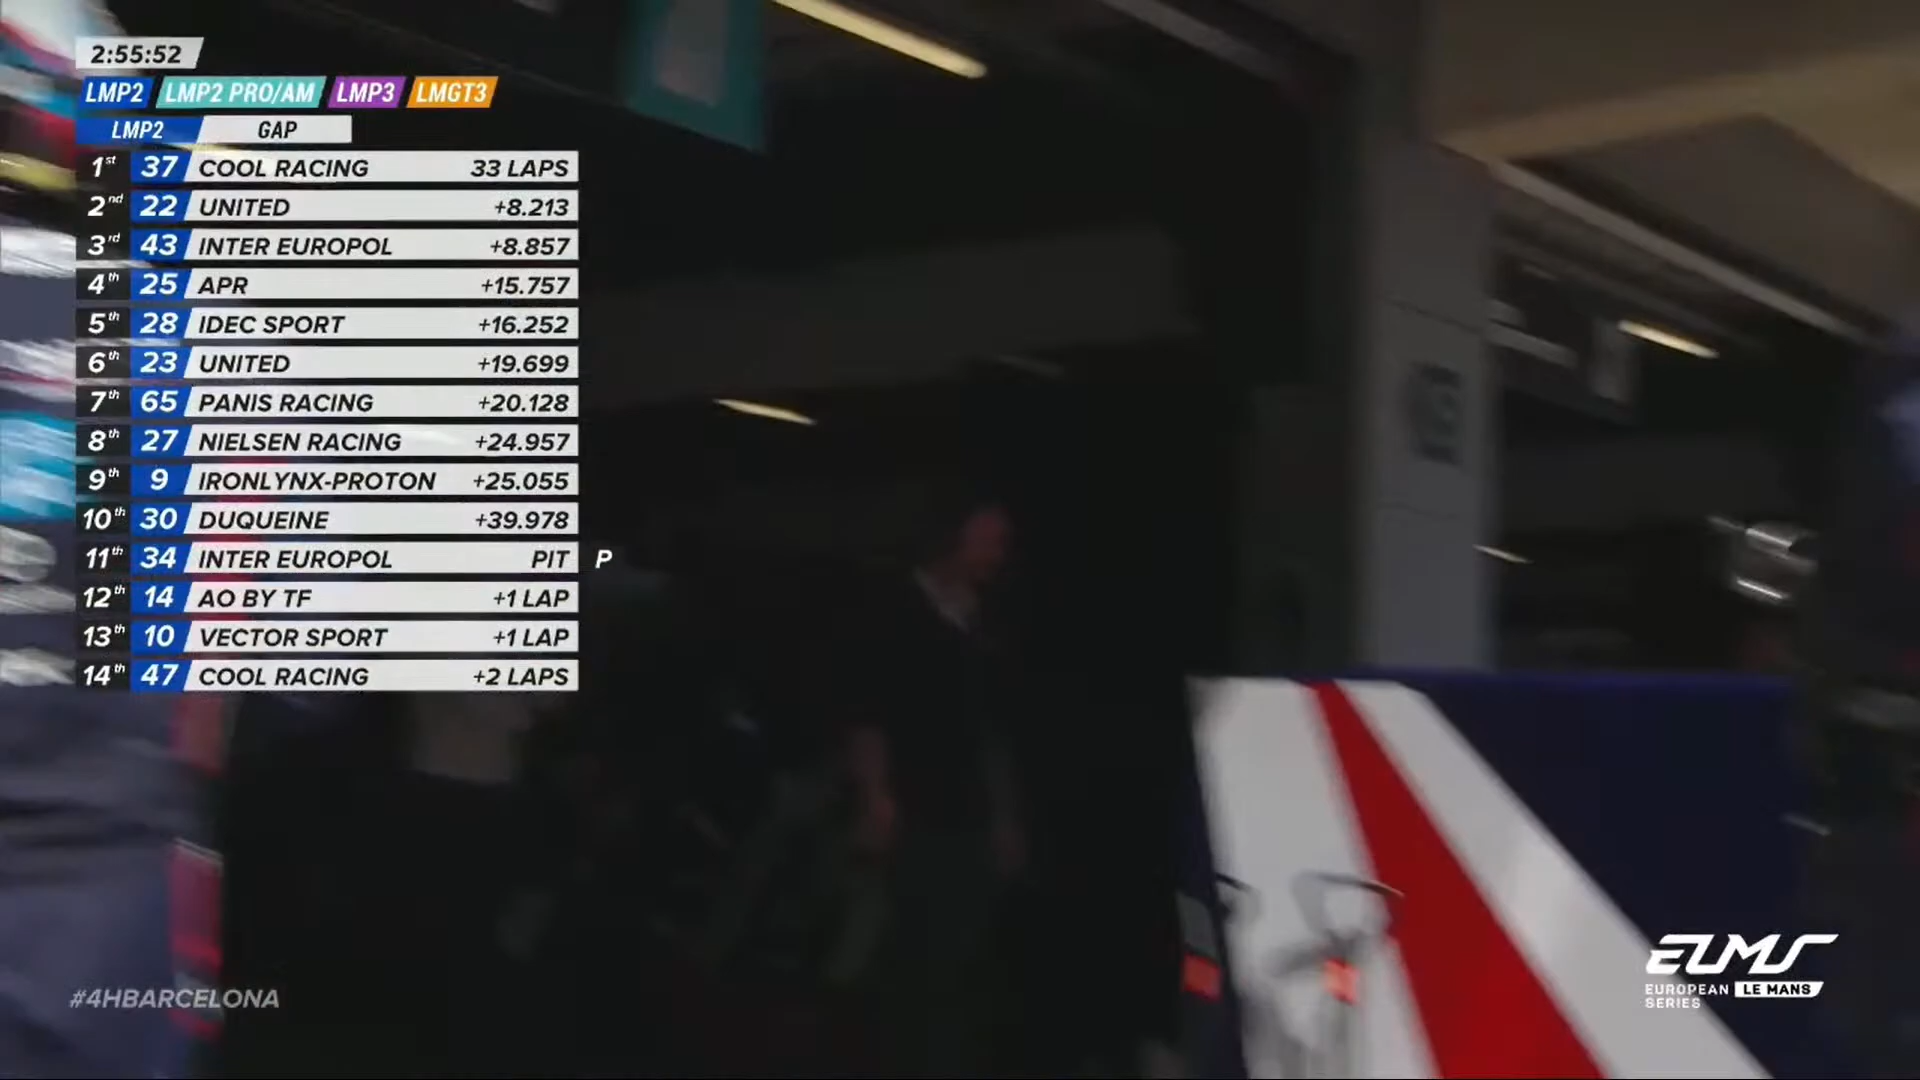 2:55:52
LMP2 LMP2 PRO/AM LMP3 LMGT3
LMP2 GAP
1st 37 COOL RACING 33 LAPS
2nd 22 UNITED +8.213
3rd 43 INTER EUROPOL +8.857
4th 25 APR +15.757
5th 28 IDEC SPORT +16.252
6th 23 UNITED +19.699
7th 65 PANIS RACING +20.128
8th 27 NIELSEN RACING +24.957
9th 9 IRONLYNX-PROTON +25.055
10th 30 DUQUEINE +39.978
11th 34 INTER EUROPOL PIT P
12th 14 AO BY TF +1 LAP
13th 10 VECTOR SPORT +1 LAP
14th 47 COOL RACING +2 LAPS
#4HBARCELONA
ELMS
EUROPEAN LE MANS
SERIES